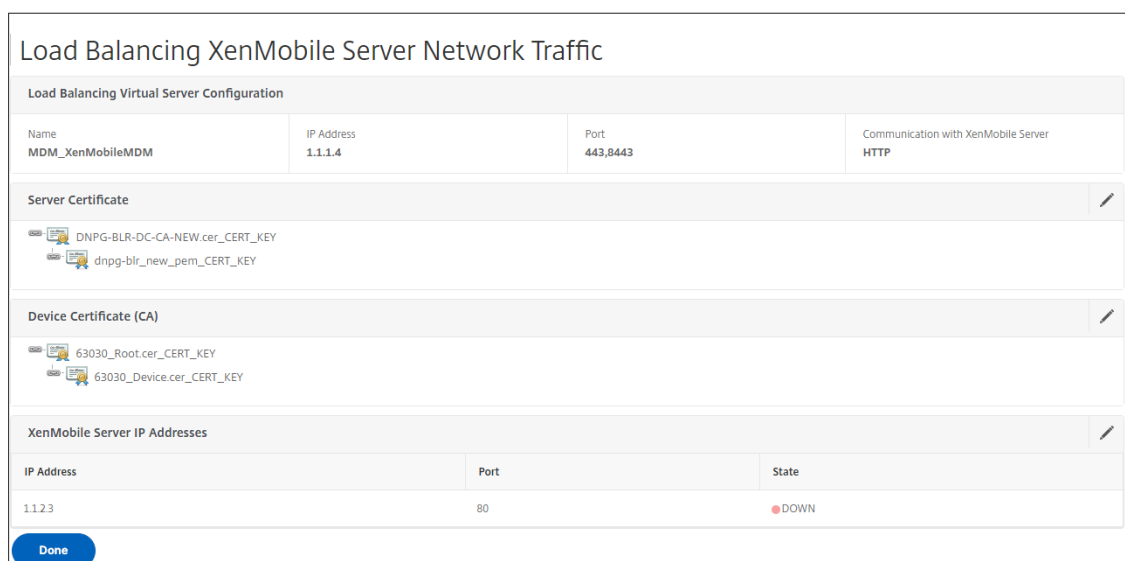 Load Balancing XenMobile Server Network Traffic
Load Balancing Virtual Server Configuration
Name IP Address Port Communication with XenMobile Server
MDM_XenMobileMDM 1.1.1.4 443,8443 HTTP
Server Certificate
DNPG-BLR-DC-CA-NEW.cer_CERT_KEY
dnpg-blr_new_pem_CERT_KEY
Device Certificate (CA)
63030_Root.cer_CERT_KEY
63030_Device.cer_CERT_KEY
XenMobile Server IP Addresses
IP Address Port State
1.1.2.3 80 DOWN
Done